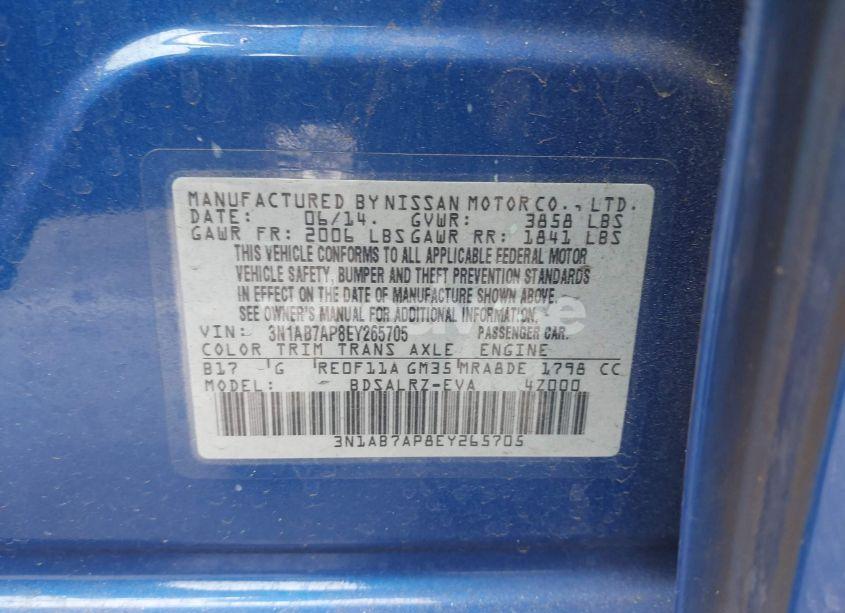 MANUFACTURED BY NISSAN MOTOR CO., LTD.
DATE: 06/14. GVWR: 3858 LBS
GAWR FR: 2006 LBS GAWR RR: 1841 LBS
THIS VEHICLE CONFORMS TO ALL APPLICABLE FEDERAL MOTOR
VEHICLE SAFETY, BUMPER AND THEFT PREVENTION STANDARDS
IN EFFECT ON THE DATE OF MANUFACTURE SHOWN ABOVE.
SEE OWNER'S MANUAL FOR ADDITIONAL INFORMATION.
VIN: 3N1AB7AP8EY265705 PASSENGER CAR.
COLOR TRIM TRANS AXLE ENGINE
B17 G RE0F11A GM35 MRA8DE 1798 CC
MODEL: BDSALRZ-EVA 4Z000
3N1AB7AP8EY265705